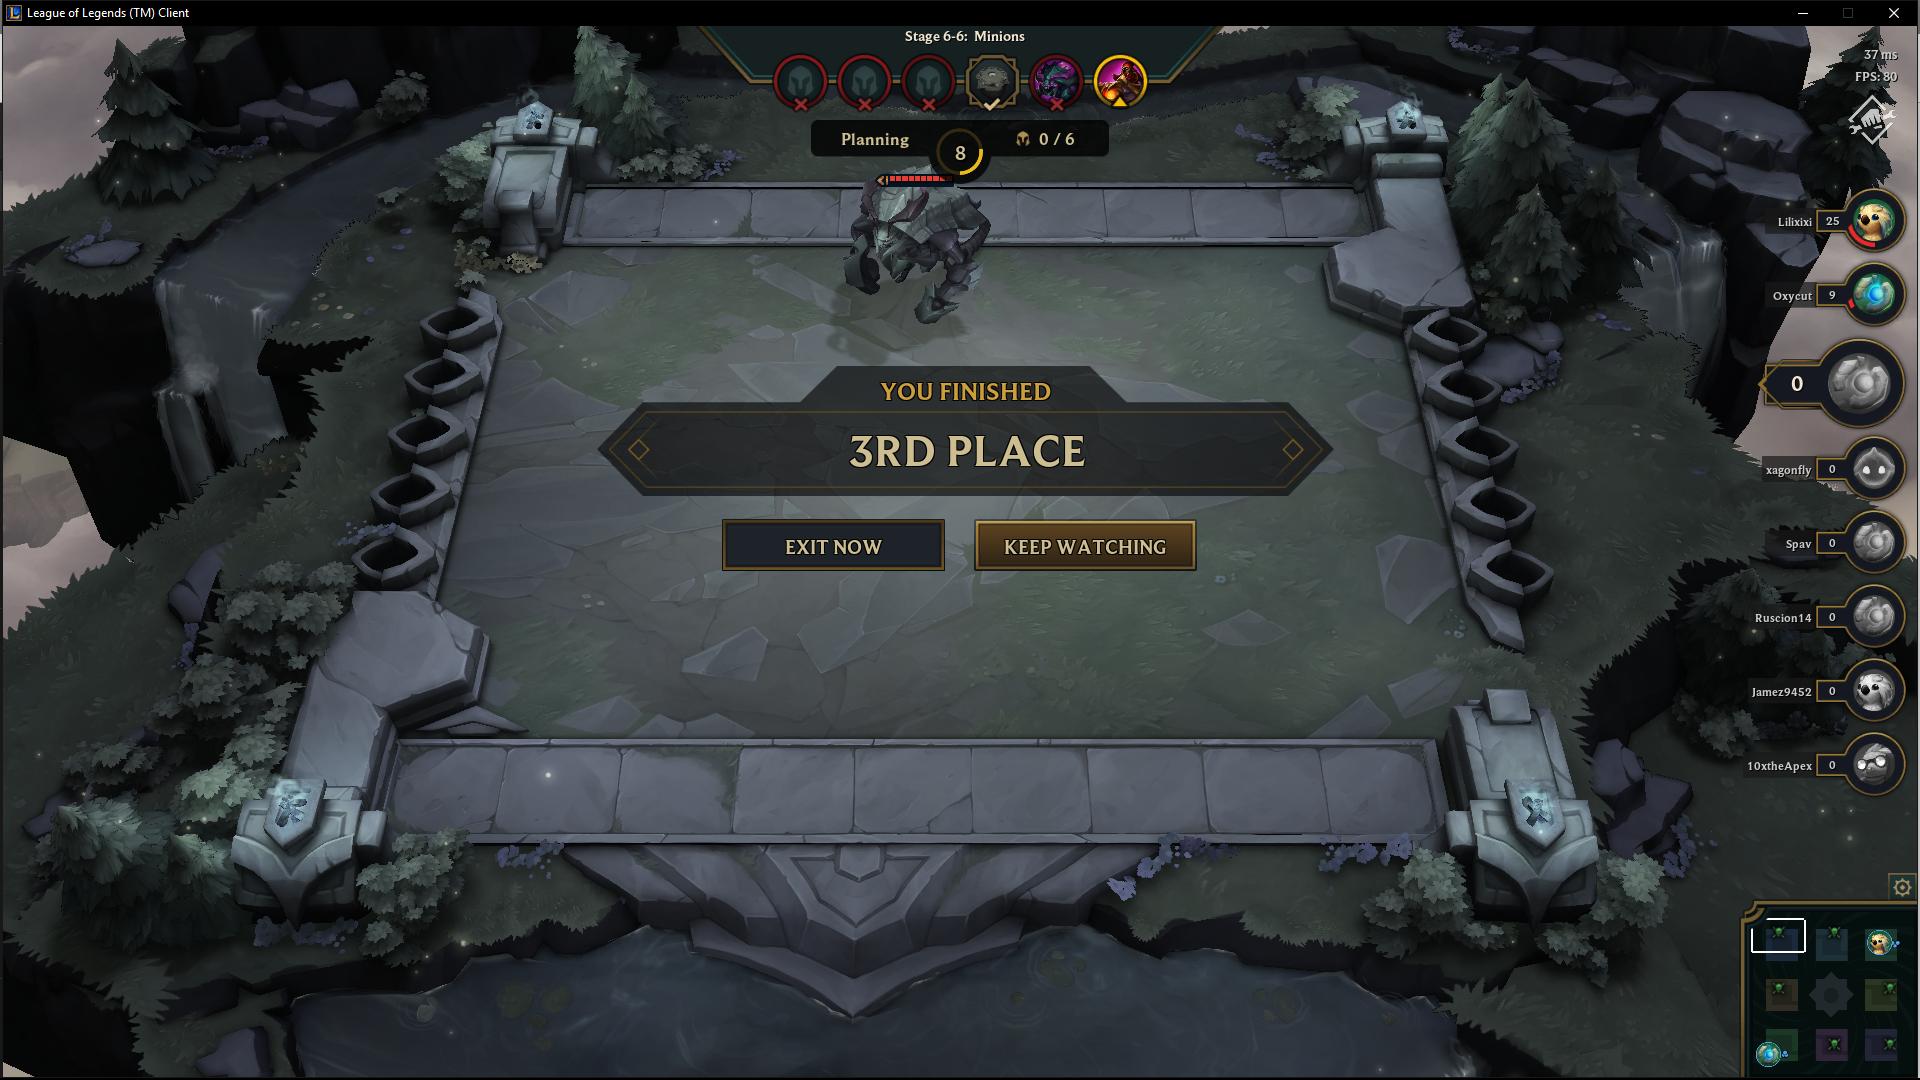 League of Legends (TM) Client
Stage 6-6: Minions
37 ms
FPS: 80
Planning
8
0 / 6
Lilixixi 25
Oxycut 9
0
YOU FINISHED
3RD PLACE
xagonfly 0
EXIT NOW
KEEP WATCHING
Spav 0
Ruscion14 0
Jamez9452 0
10xtheApex 0